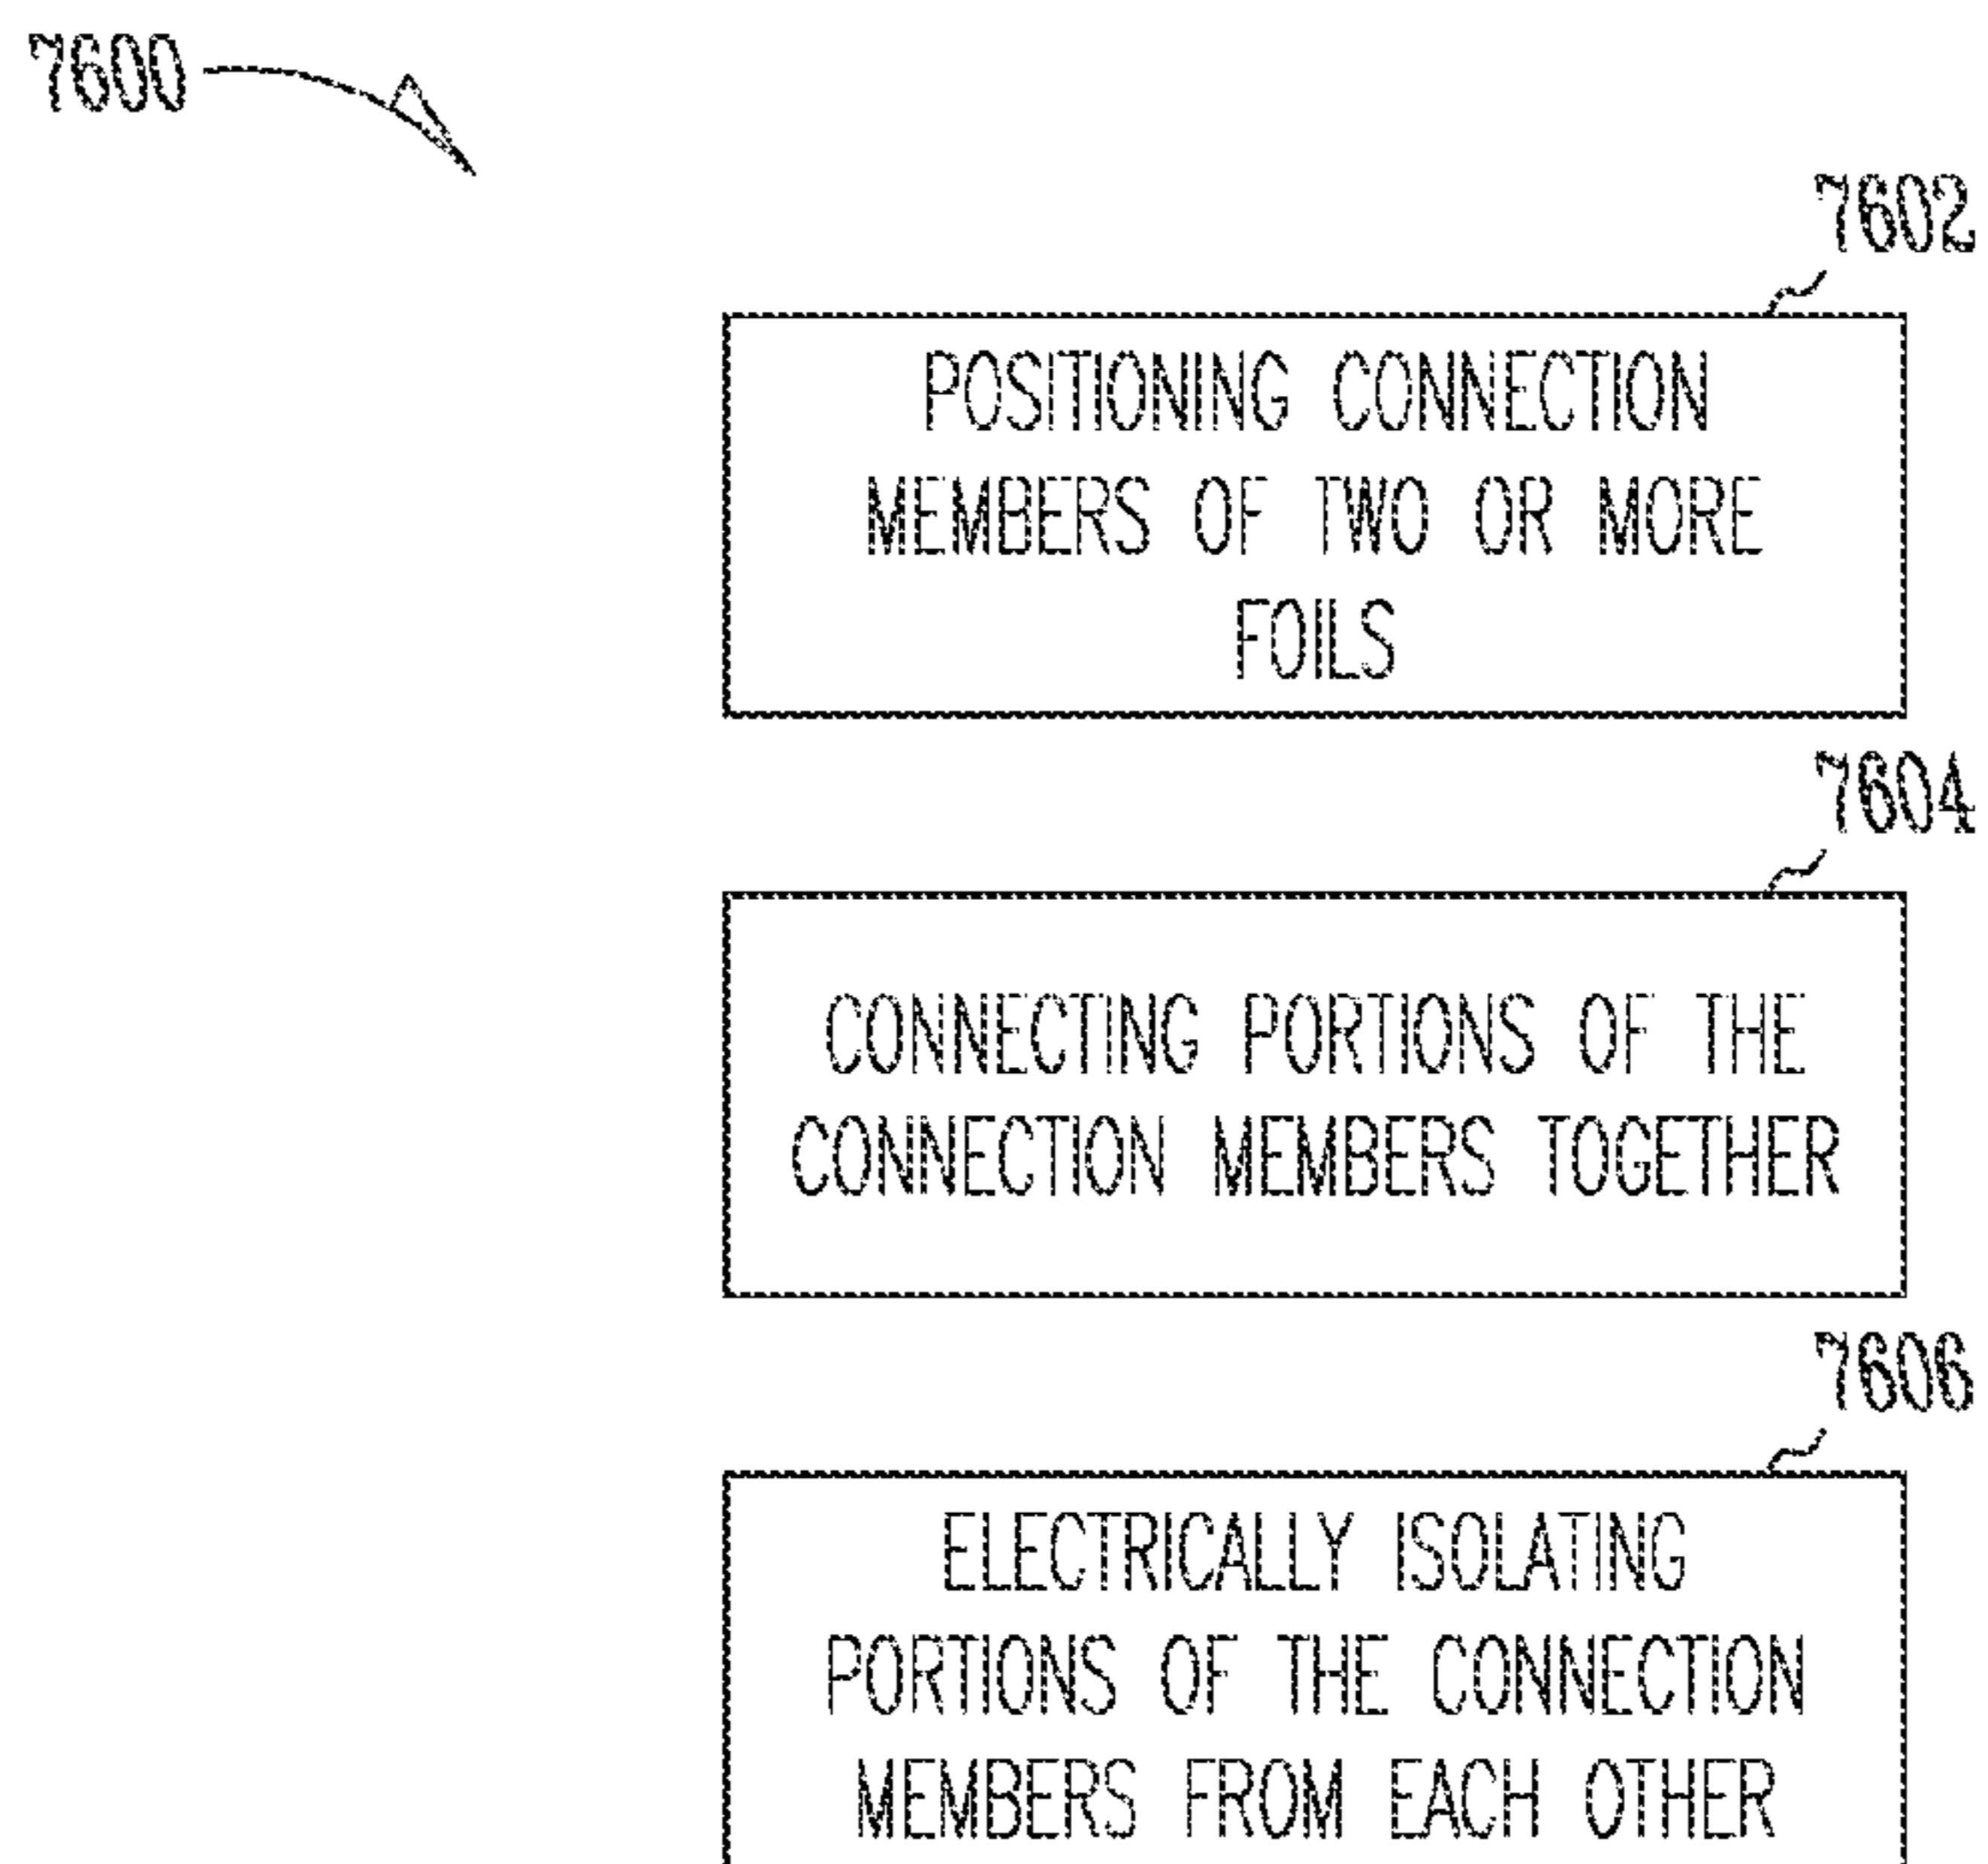 7600
7602
POSITIONING CONNECTION
MEMBERS OF TWO OR MORE
FOILS
7604
CONNECTING PORTIONS OF THE
CONNECTION MEMBERS TOGETHER
7606
ELECTRICALLY ISOLATING
PORTIONS OF THE CONNECTION
MEMBERS FROM EACH OTHER